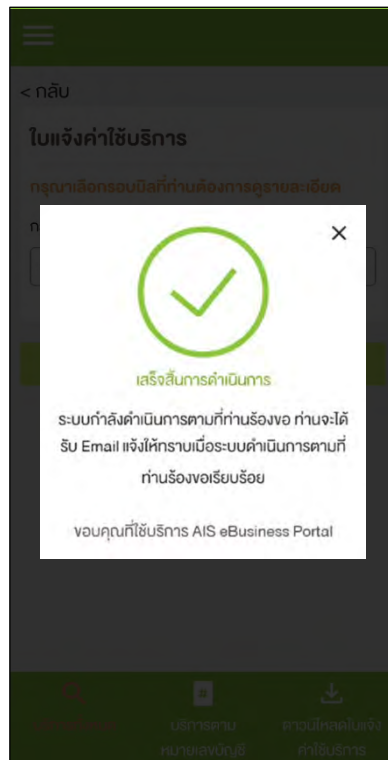 < กลับ
ใบแจ้งค่าใช้บริการ
กรุณาเลือกรอบบิลที่ท่านต้องการดูรายละเอียด
เสร็จสิ้นการดำเนินการ
ระบบกำลังดำเนินการตามที่ท่านร้องขอ ท่านจะได้
รับ Email แจ้งให้ทราบเมื่อระบบดำเนินการตามที่
ท่านร้องขอเรียบร้อย
ขอบคุณที่ใช้บริการ AIS eBusiness Portal
บริการตาม
หมายเลขบัญชี
ดาวน์โหลดใบแจ้ง
ค่าใช้บริการ